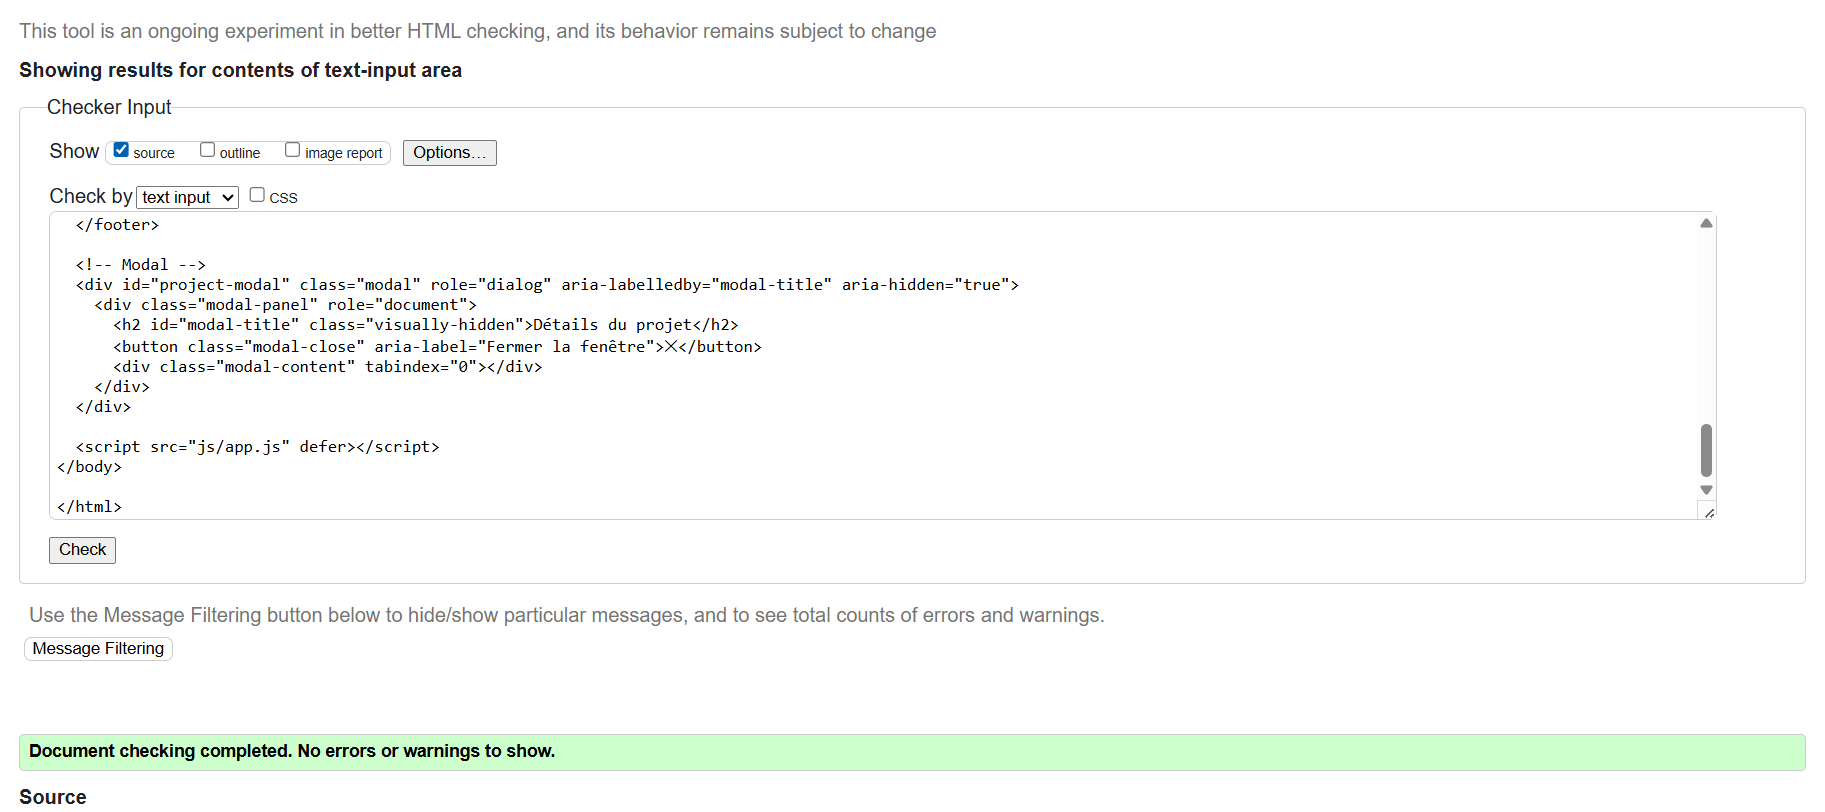 This tool is an ongoing experiment in better HTML checking, and its behavior remains subject to change
Showing results for contents of text-input area
Checker Input
Show source outline image report Options...
Check by text input CSS
</footer>
<!-- Modal -->
<div id="project-modal" class="modal" role="dialog" aria-labelledby="modal-title" aria-hidden="true">
<div class="modal-panel" role="document">
<h2 id="modal-title" class="visually-hidden">Détails du projet</h2>
<button class="modal-close" aria-label="Fermer la fenêtre">✕</button>
<div class="modal-content" tabindex="0"></div>
</div>
</div>
<script src="js/app.js" defer></script>
</body>
</html>
Check
Use the Message Filtering button below to hide/show particular messages, and to see total counts of errors and warnings.
Message Filtering
Document checking completed. No errors or warnings to show.
Source